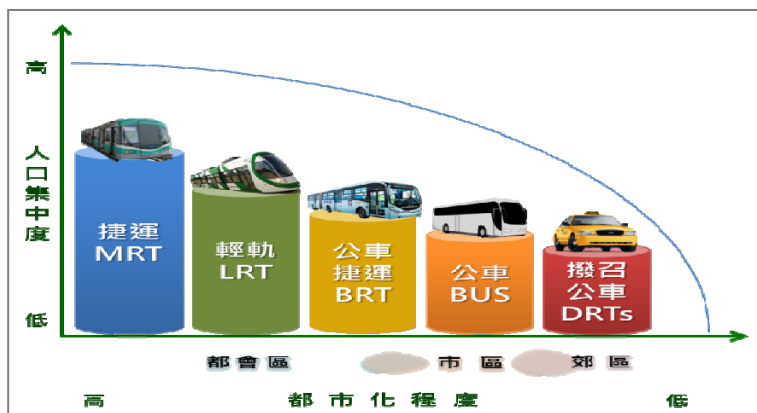 高
人口集中度
低
捷運
MRT
輕軌
LRT
公車
捷運
BRT
公車
BUS
撥召
公車
DRTs
都會區
市區
郊區
高
都市化程度
低